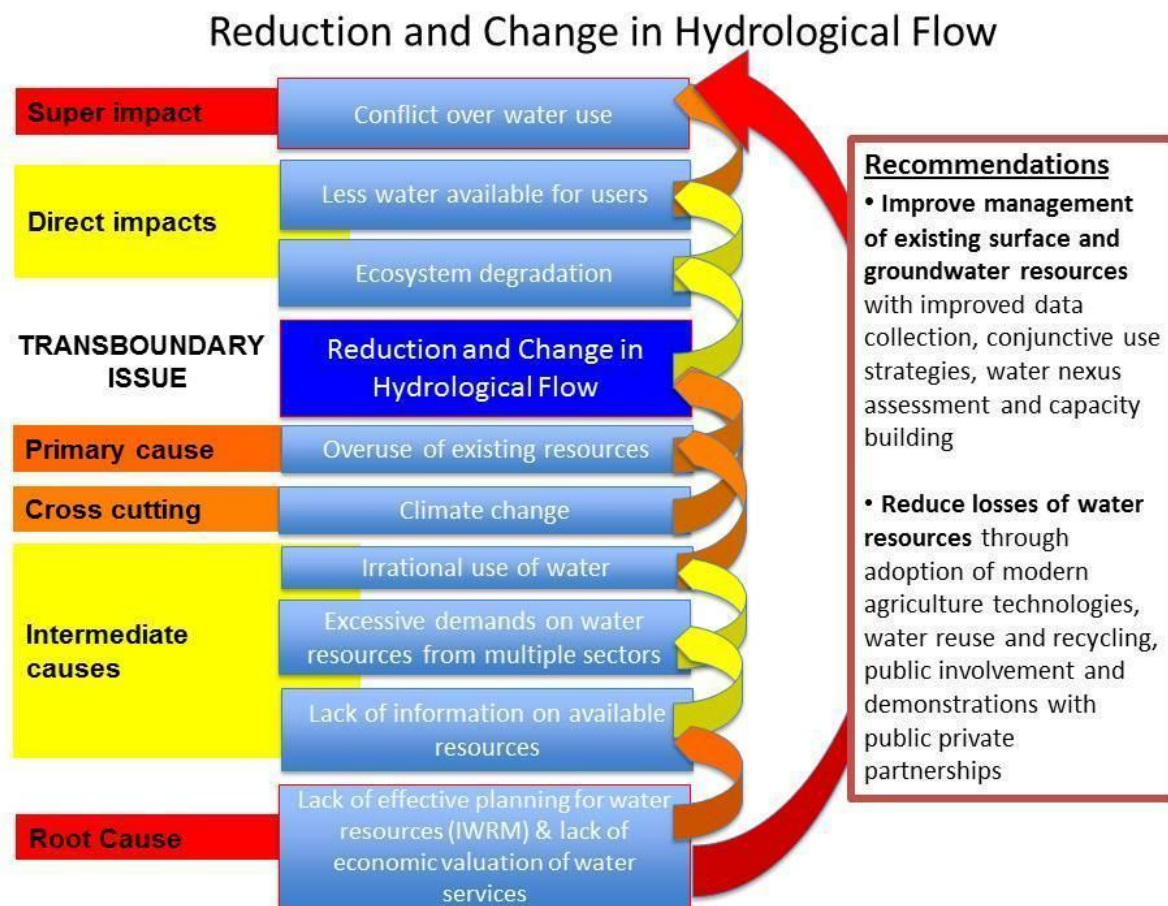 Reduction and Change in Hydrological Flow
Super impact
Conflict over water use
Direct impacts
Less water available for users
Ecosystem degradation
TRANSBOUNDARY
ISSUE
Reduction and Change in
Hydrological Flow
Primary cause
Overuse of existing resources
Cross cutting
Climate change
Intermediate
causes
Irrational use of water
Excessive demands on water
resources from multiple sectors
Lack of information on available
resources
Root Cause
Lack of effective planning for water
resources (IWRM) & lack of
economic valuation of water
services
Recommendations
• Improve management
of existing surface and
groundwater resources
with improved data
collection, conjunctive use
strategies, water nexus
assessment and capacity
building
• Reduce losses of water
resources through
adoption of modern
agriculture technologies,
water reuse and recycling,
public involvement and
demonstrations with
public private
partnerships